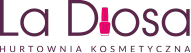 La Diosa
HURTOWNIA KOSMETYCZNA